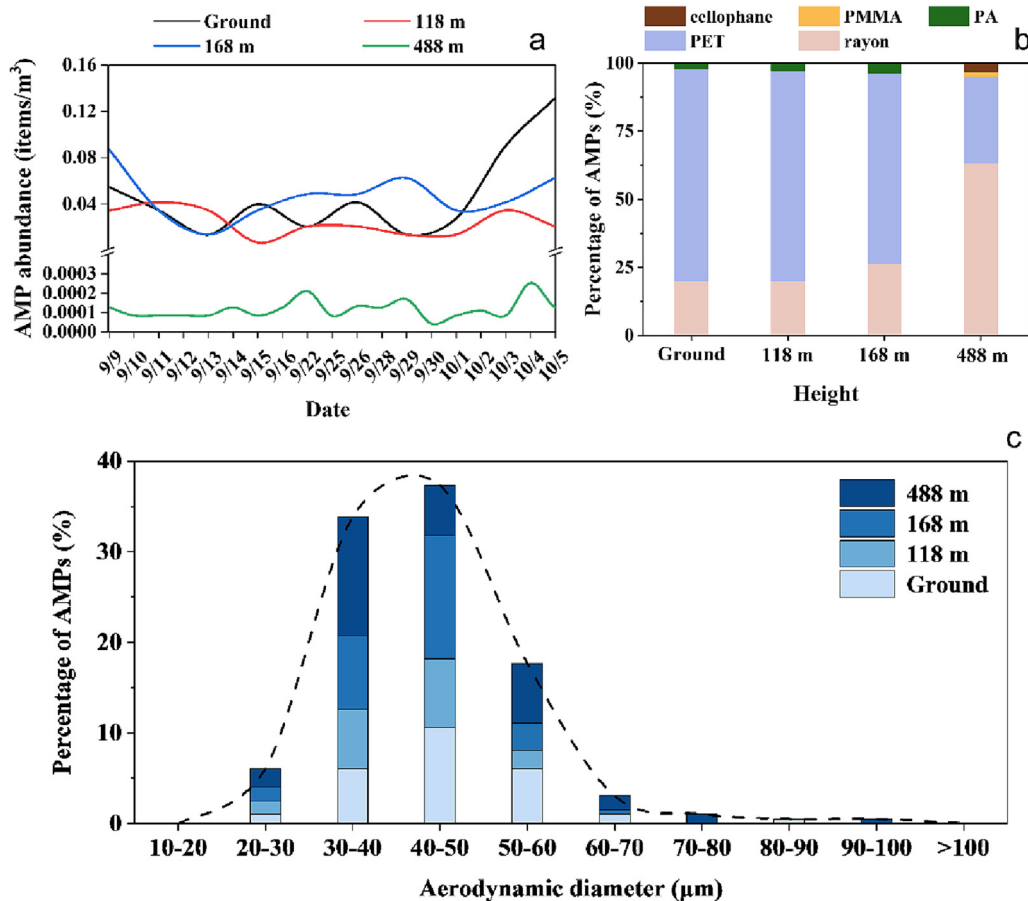 Ground 118 m
168 m 488 m
a
AMP abundance (items/m³)
0.16
0.12
0.08
0.04
0.0003
0.0002
0.0001
0.0000
9/9 9/10 9/11 9/12 9/13 9/14 9/15 9/16 9/22 9/25 9/26 9/28 9/29 9/30 10/1 10/2 10/3 10/4 10/5
Date
cellophane PMMA PA
PET rayon
b
Percentage of AMPs (%)
100
75
50
25
0
Ground 118 m 168 m 488 m
Height
c
Percentage of AMPs (%)
40
30
20
10
0
488 m
168 m
118 m
Ground
10-20 20-30 30-40 40-50 50-60 60-70 70-80 80-90 90-100 >100
Aerodynamic diameter (µm)